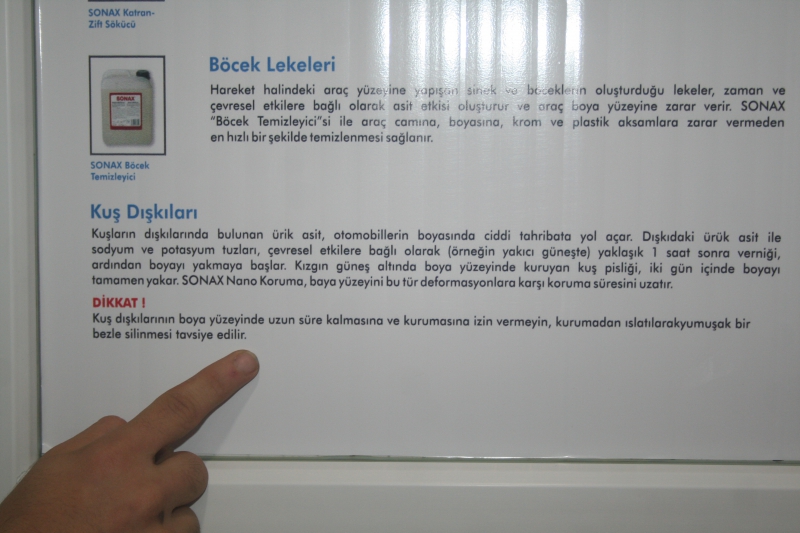 SONAX Katran-
Zift Sökücü
SONAX
Böcek Lekeleri
Hareket halindeki araç yüzeyine yapışan sinek ve böceklerin oluşturduğu lekeler, zaman ve
çevresel etkilere bağlı olarak asit etkisi oluşturur ve araç boya yüzeyine zarar verir. SONAX
"Böcek Temizleyici"si ile araç camına, boyasına, krom ve plastik aksamlara zarar vermeden
en hızlı bir şekilde temizlenmesi sağlanır.
SONAX Böcek
Temizleyici
Kuş Dışkıları
Kuşların dışkılarında bulunan ürik asit, otomobillerin boyasında ciddi tahribata yol açar. Dışkıdaki ürük asit ile
sodyum ve potasyum tuzları, çevresel etkilere bağlı olarak (örneğin yakıcı güneşte) yaklaşık 1 saat sonra verniği,
ardından boyayı yakmaya başlar. Kızgın güneş altında boya yüzeyinde kuruyan kuş pisliği, iki gün içinde boyayı
tamamen yakar. SONAX Nano Koruma, baya yüzeyini bu tür deformasyonlara karşı koruma süresini uzatır.
DİKKAT !
Kuş dışkılarının boya yüzeyinde uzun süre kalmasına ve kurumasına izin vermeyin, kurumadan ıslatılarakyumuşak bir
bezle silinmesi tavsiye edilir.